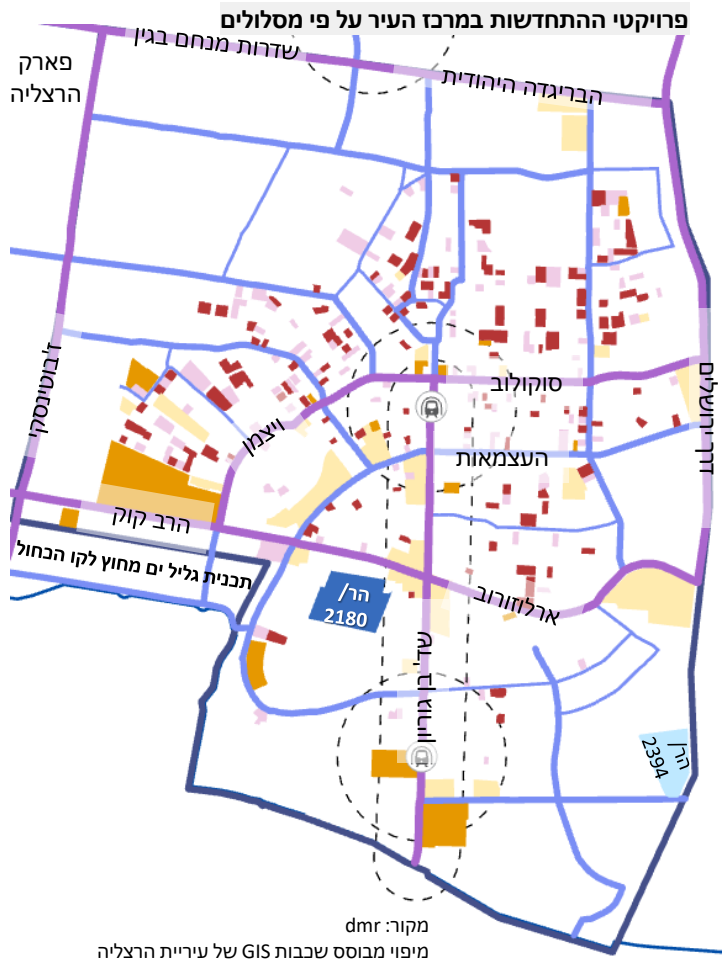 פרויקטי ההתחדשות במרכז העיר על פי מסלולים
שדרות מנחם בגין
הבריגדה היהודית
פארק
הרצליה
ז'בוטינסקי
דרך ירושלים
סוקולוב
ויצמן
העצמאות
הרב קוק
תכנית גליל ים מחוץ לקו הכחול
הר/
2180
ארלוזורוב
שד' בן גוריון
הר/
2394
מקור: dmr
מיפוי מבוסס שכבות GIS של עיריית הרצליה